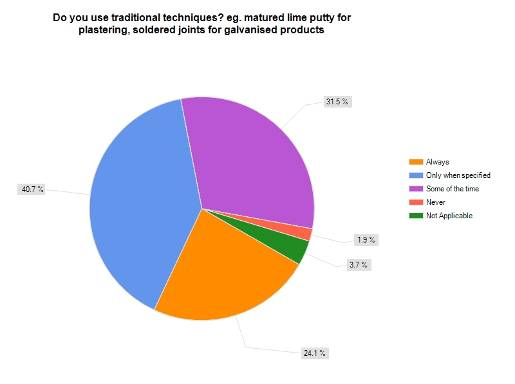 Do you use traditional techniques? eg. matured lime putty for
plastering, soldered joints for galvanised products
31.5 %
40.7 %
1.9 %
3.7 %
24.1 %
Always
Only when specified
Some of the time
Never
Not Applicable